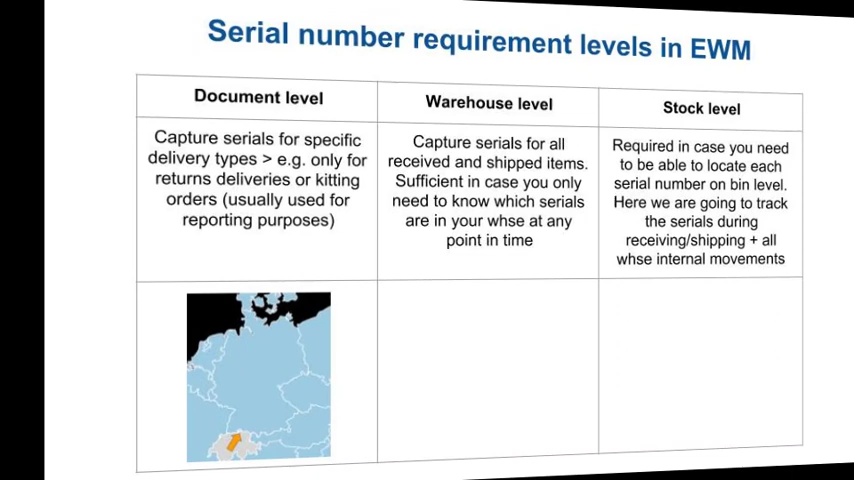 Serial number requirement levels in EWM
Document level
Capture serials for specific
delivery types > e.g. only for
returns deliveries or kitting
orders (usually used for
reporting purposes)
Warehouse level
Capture serials for all
received and shipped items.
Sufficient in case you only
need to know which serials
are in your whse at any
point in time
Stock level
Required in case you need
to be able to locate each
serial number on bin level.
Here we are going to track
the serials during
receiving/shipping + all
whse internal movements